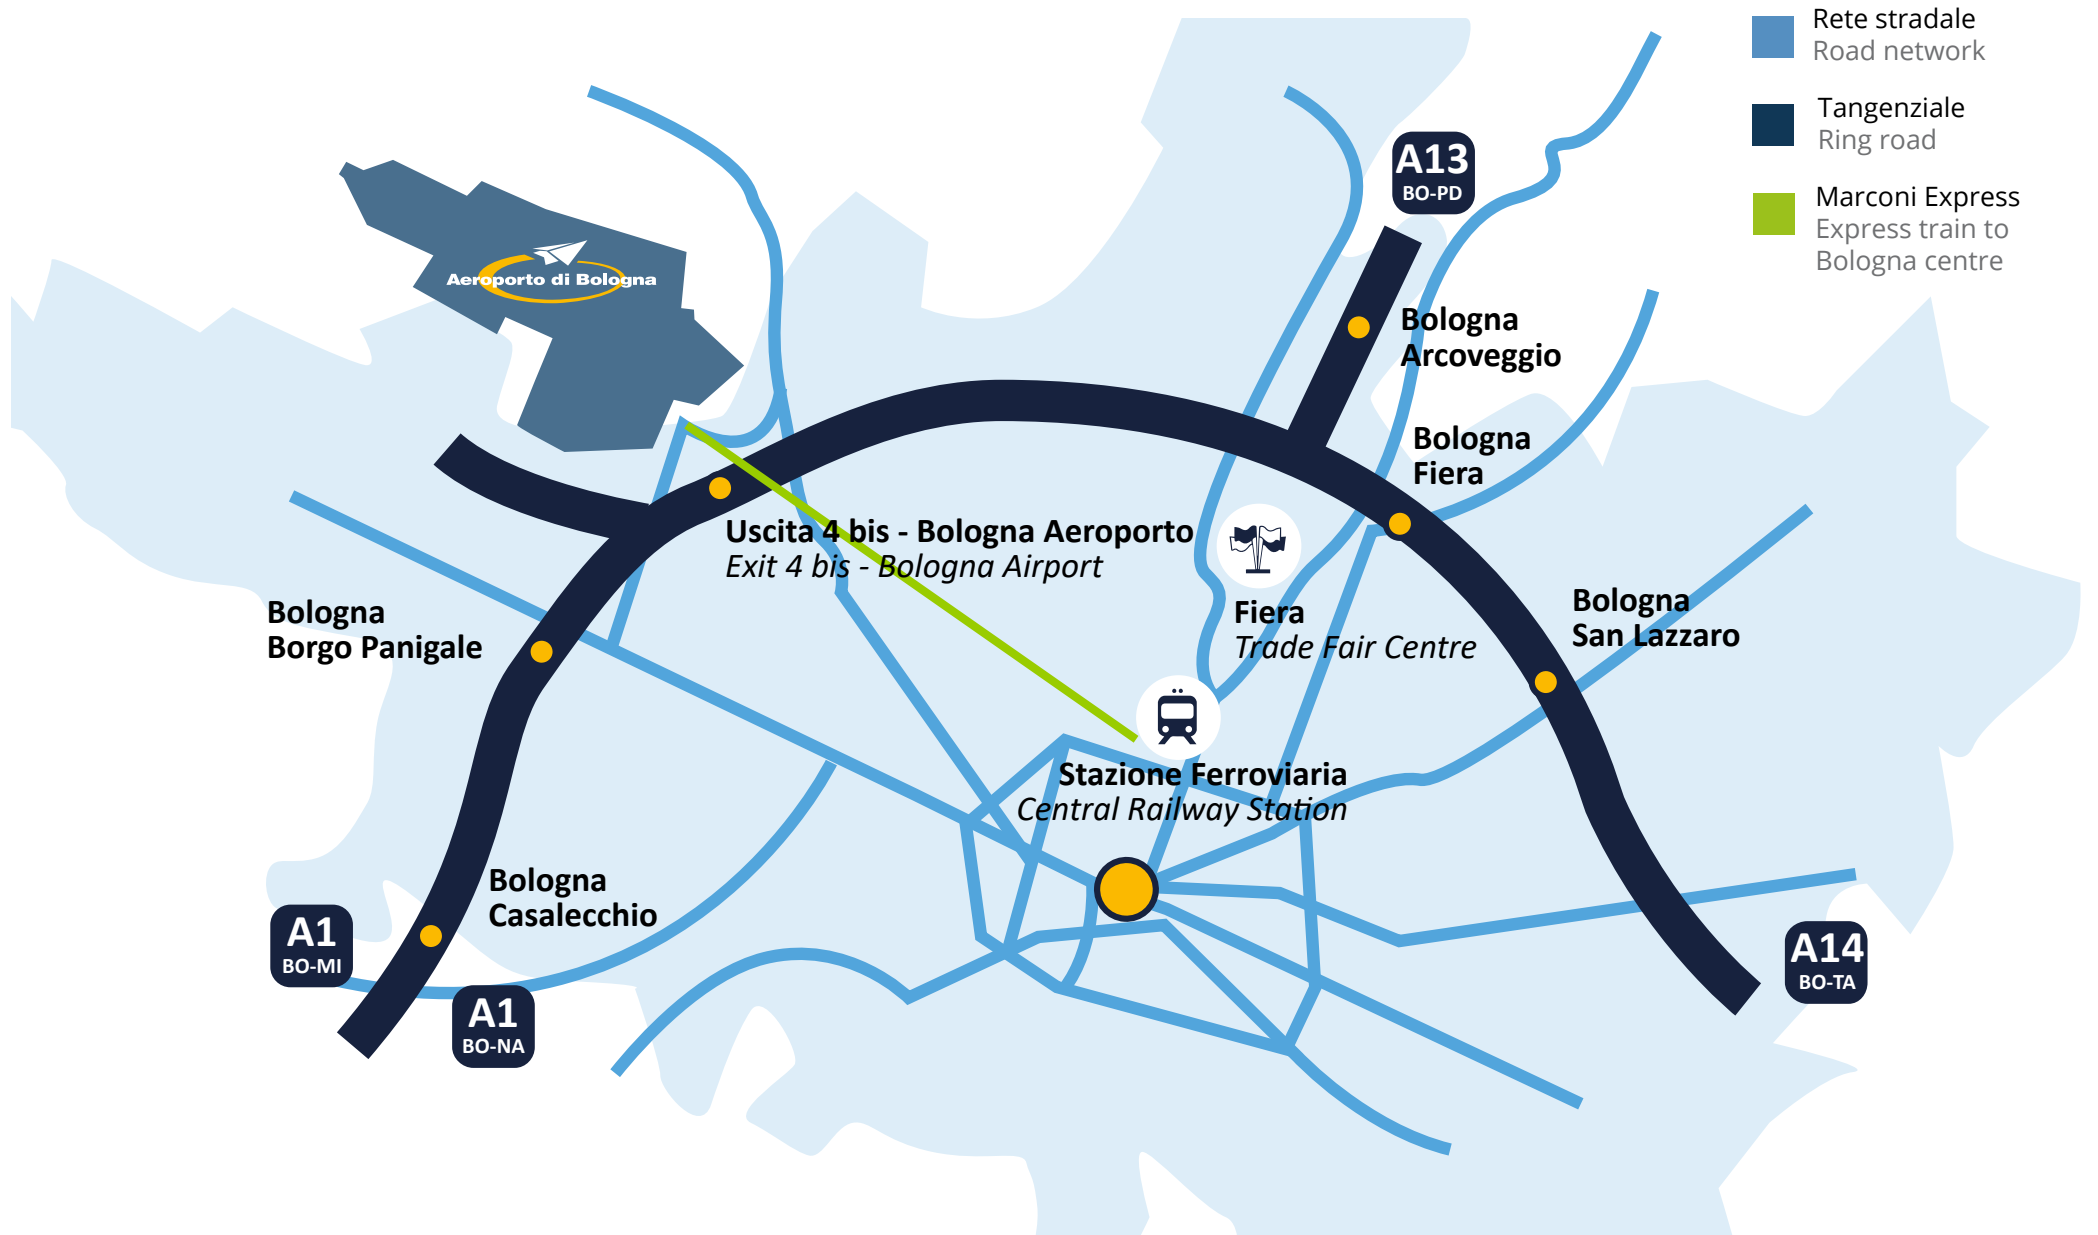 Rete stradale
Road network
Tangenziale
Ring road
Marconi Express
Express train to
Bologna centre
A13
BO-PD
Aeroporto di Bologna
Bologna
Arcoveggio
Bologna
Fiera
Uscita 4 bis - Bologna Aeroporto
Exit 4 bis - Bologna Airport
Bologna
Borgo Panigale
Fiera
Trade Fair Centre
Bologna
San Lazzaro
Stazione Ferroviaria
Central Railway Station
Bologna
Casalecchio
A1
BO-MI
A1
BO-NA
A14
BO-TA